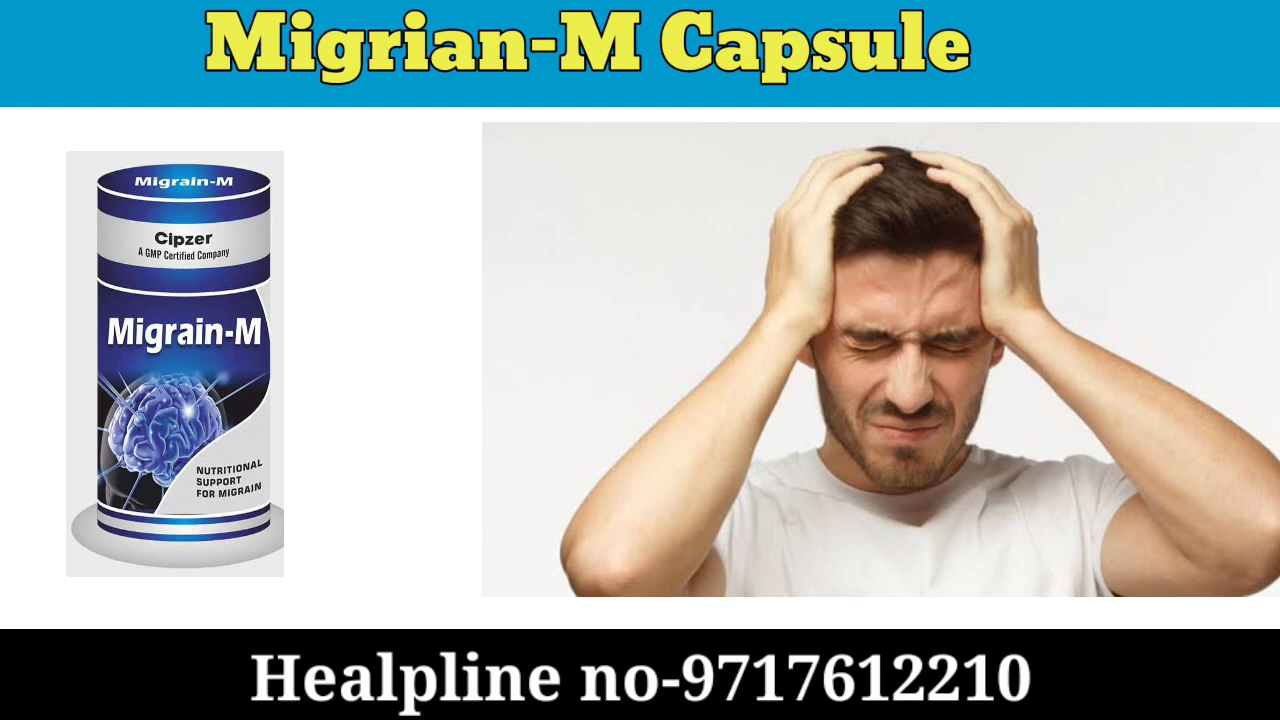 Migrian-M Capsule
Migrain-M
Cipzer
A GMP Certified Company
Migrain-M
NUTRITIONAL
SUPPORT
FOR MIGRAIN
Healpline no-9717612210